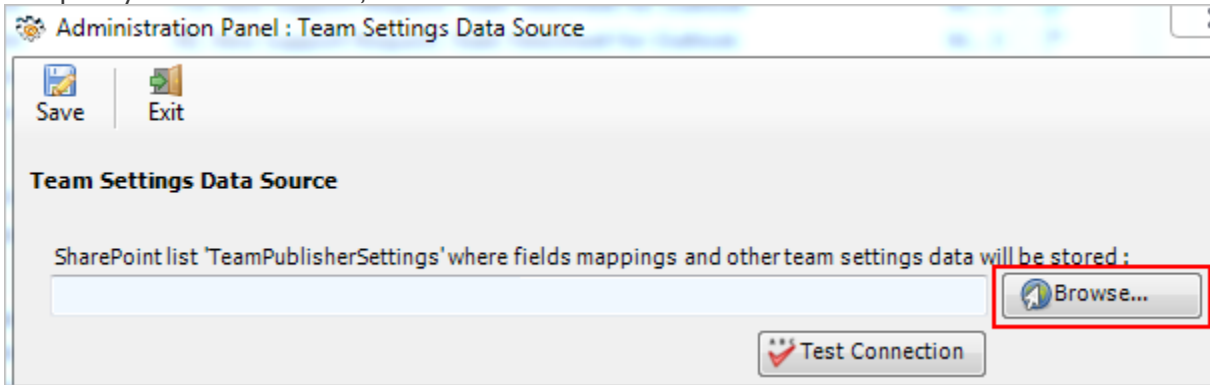 Administration Panel : Team Settings Data Source
Save Exit
Team Settings Data Source
SharePoint list 'TeamPublisherSettings' where fields mappings and other team settings data will be stored :
Browse...
Test Connection